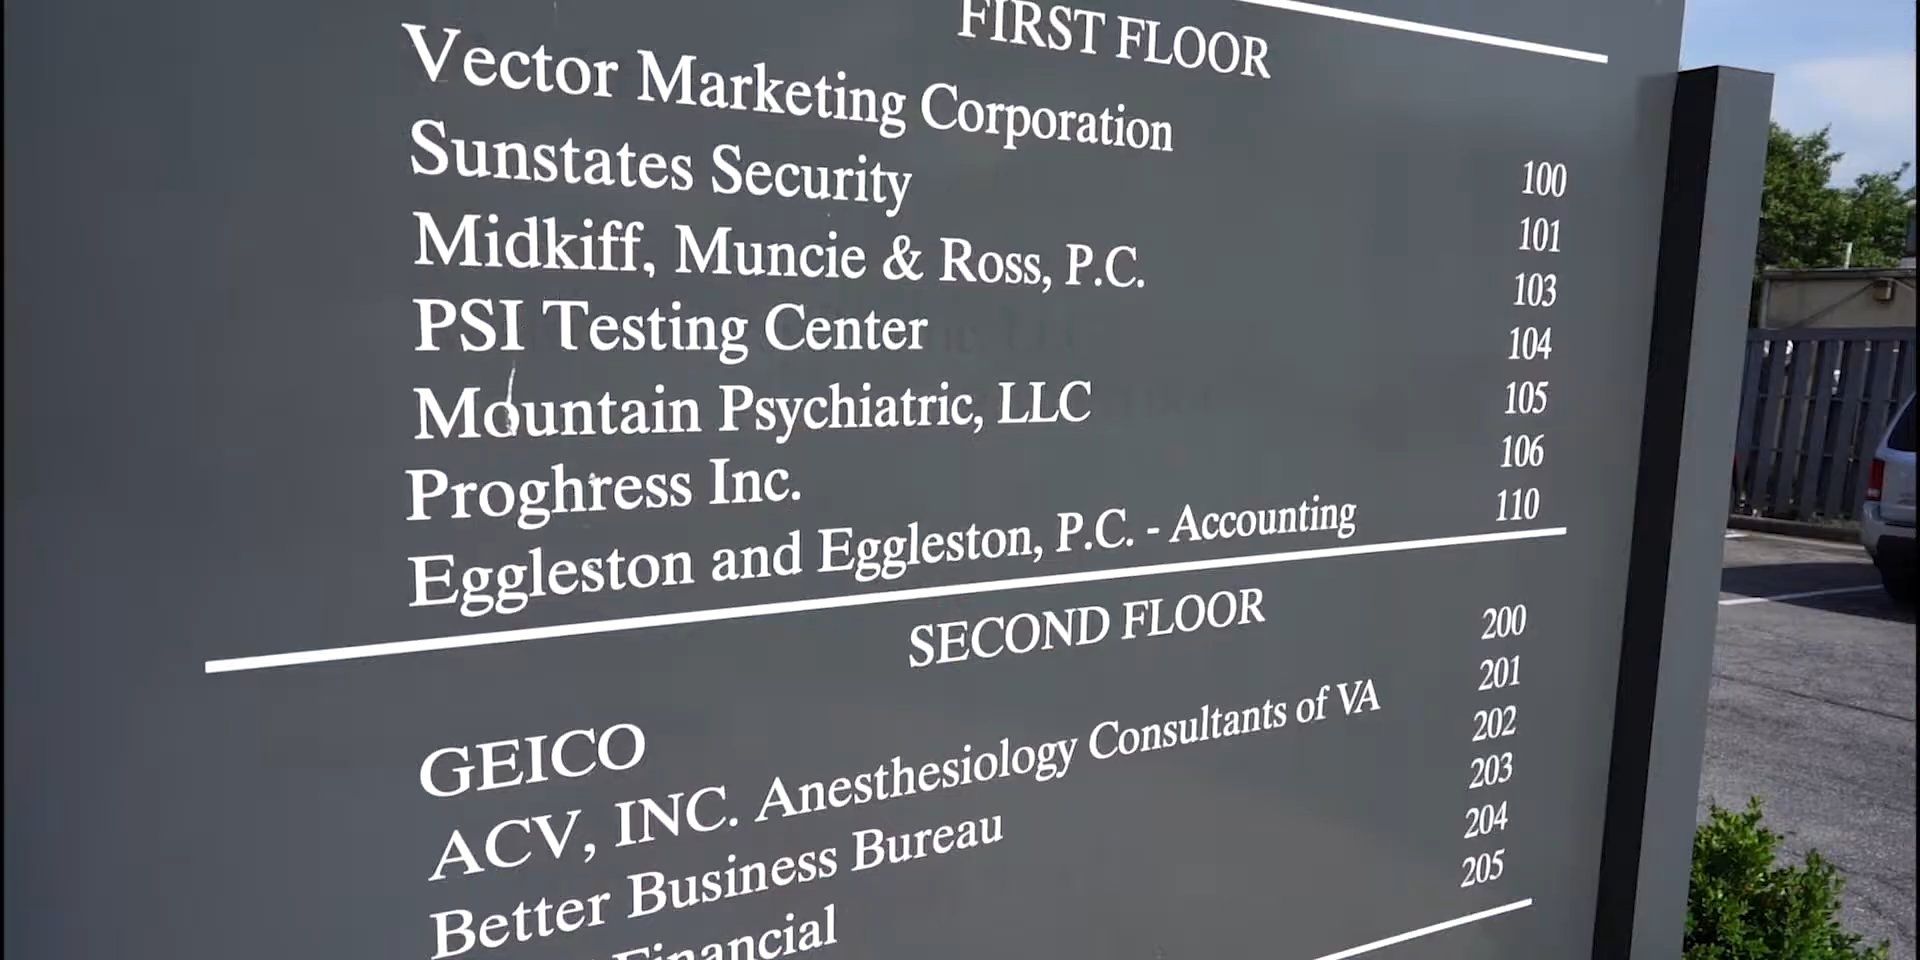 FIRST FLOOR
Vector Marketing Corporation 100
Sunstates Security 101
Midkiff, Muncie & Ross, P.C. 103
PSI Testing Center 104
Mountain Psychiatric, LLC 105
Proghress Inc. 106
Eggleston and Eggleston, P.C. - Accounting 110
SECOND FLOOR
GEICO 200
ACV, INC. Anesthesiology Consultants of VA 201
Better Business Bureau 202
Financial 203
204
205